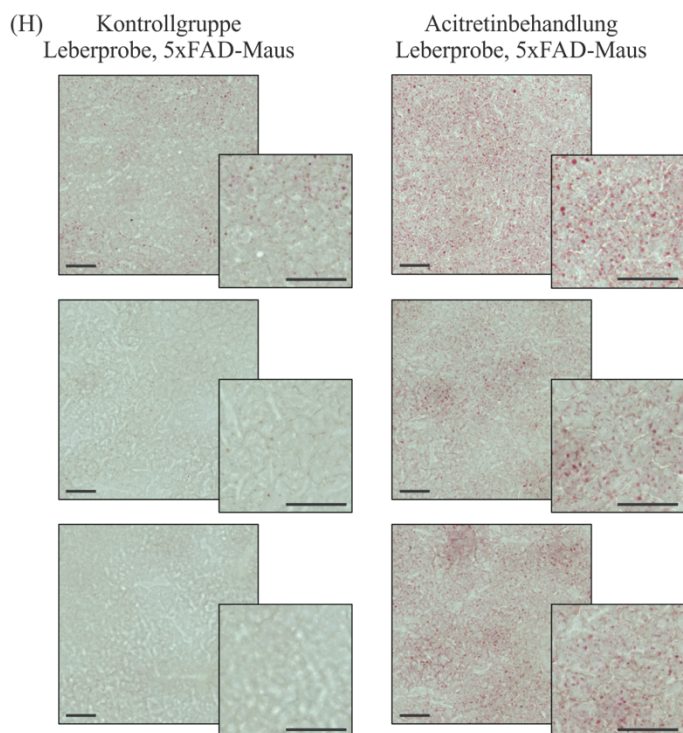 (H)
Kontrollgruppe
Leberprobe, 5xFAD-Maus
Acitretinbehandlung
Leberprobe, 5xFAD-Maus